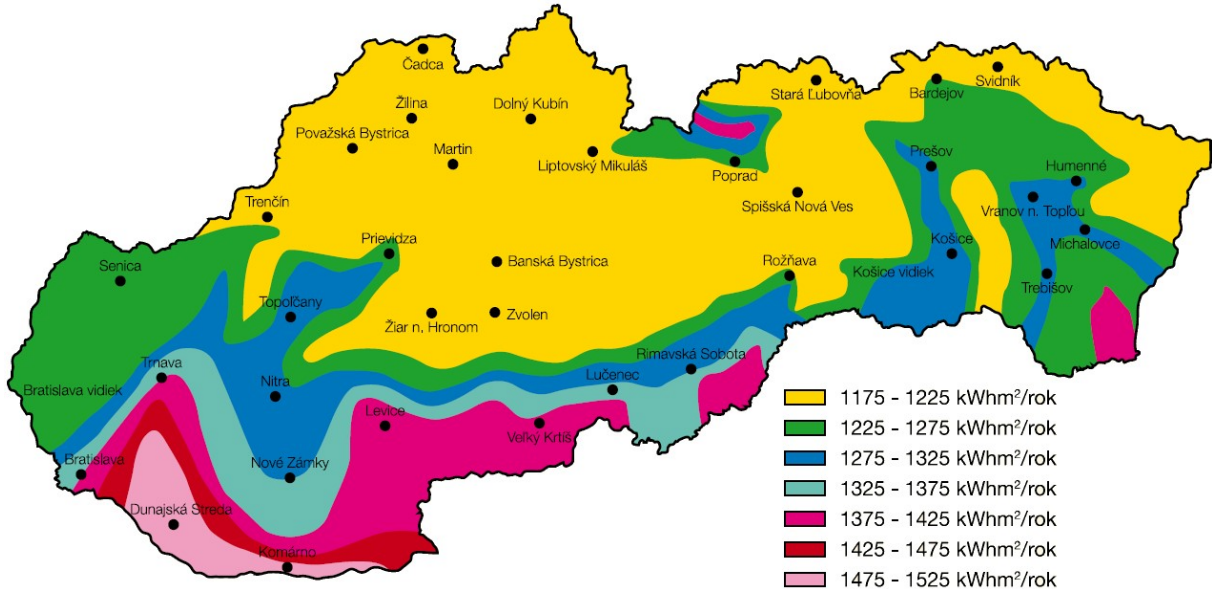 Čadca
Svidník
Stará Ľubovňa
Bardejov
Žilina
Dolný Kubín
Považská Bystrica
Martin
Liptovský Mikuláš
Poprad
Prešov
Humenné
Spišská Nová Ves
Vranov n. Topľou
Trenčín
Michalovce
Prievidza
Košice
Senica
Banská Bystrica
Rožňava
Košice vidiek
Trebišov
Topoľčany
Žiar n, Hronom
Zvolen
Rimavská Sobota
Trnava
Lučenec
Bratislava vidiek
Nitra
Levice
Veľký Krtíš
Bratislava
Nové Zámky
Dunajská Streda
Komárno
1175 - 1225 kWhm²/rok
1225 - 1275 kWhm²/rok
1275 - 1325 kWhm²/rok
1325 - 1375 kWhm²/rok
1375 - 1425 kWhm²/rok
1425 - 1475 kWhm²/rok
1475 - 1525 kWhm²/rok